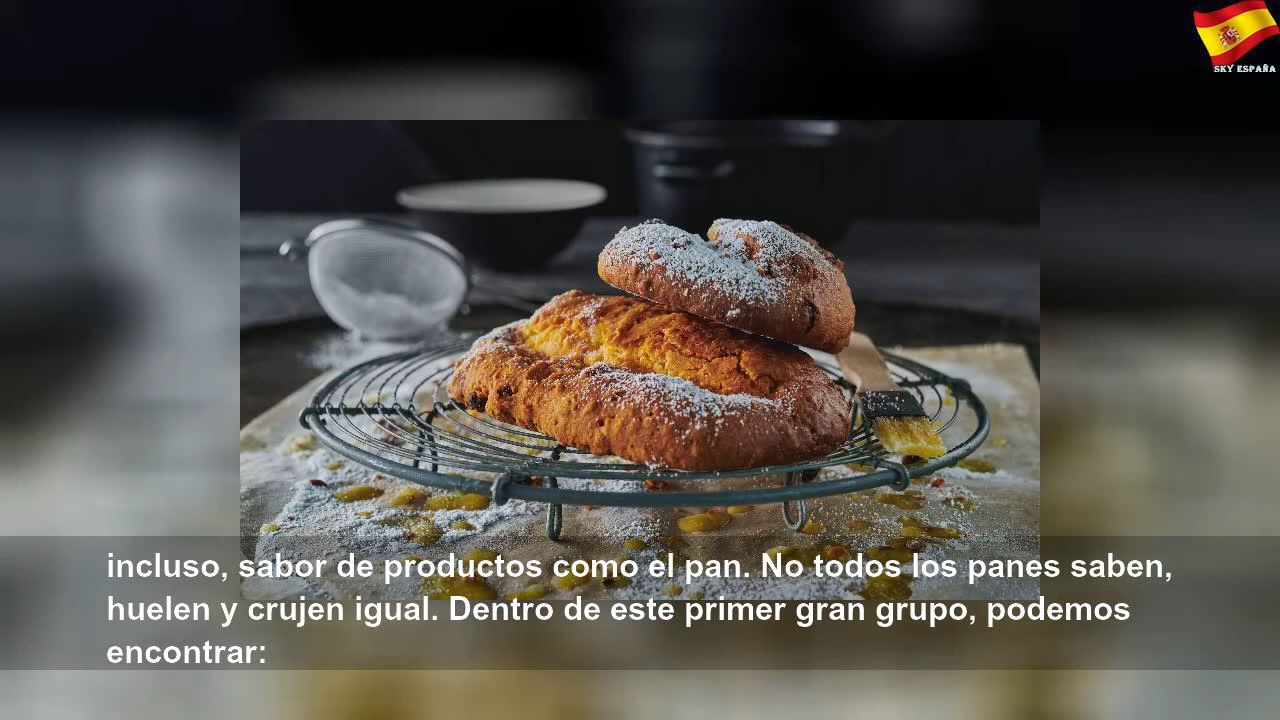 SKY ESPAÑA
incluso, sabor de productos como el pan. No todos los panes saben,
huelen y crujen igual. Dentro de este primer gran grupo, podemos
encontrar: